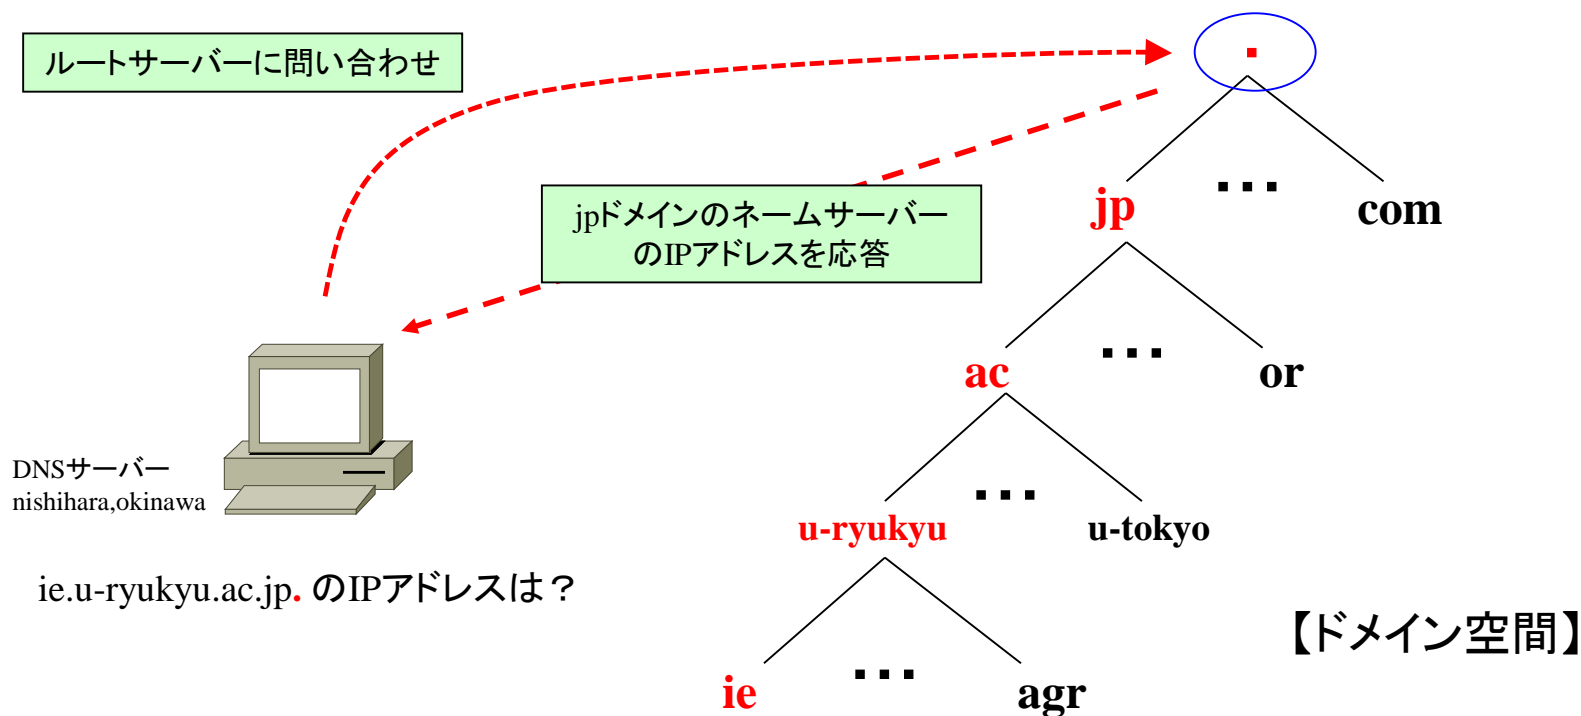 ルートサーバーに問い合わせ
.
jpドメインのネームサーバー
のIPアドレスを応答
jp
…
com
ac
…
or
DNSサーバー
nishihara,okinawa
u-ryukyu
…
u-tokyo
ie.u-ryukyu.ac.jp. のIPアドレスは？
【ドメイン空間】
ie
…
agr